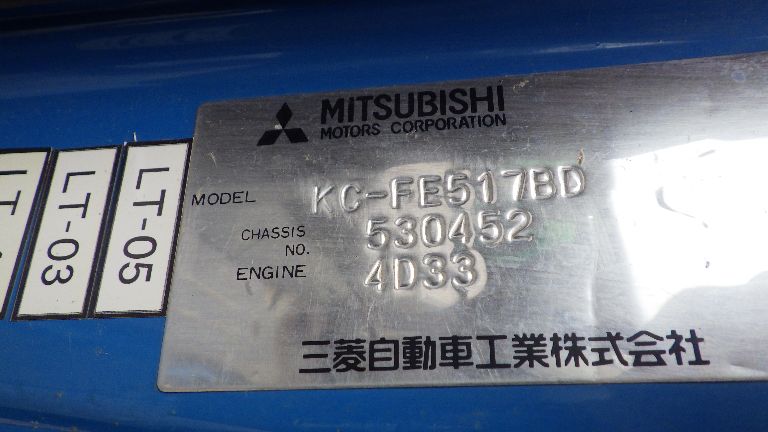 MITSUBISHI
MOTORS CORPORATION
MODEL KC-FE517BD
CHASSIS NO. 530452
ENGINE 4D33
三菱自動車工業株式会社
LT-03
LT-05